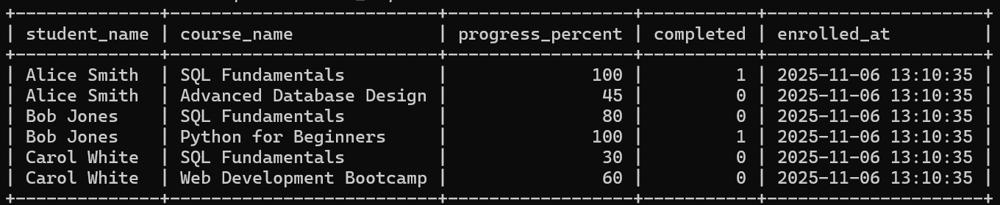 +--------------+--------------------------+------------------+-----------+---------------------+
| student_name | course_name              | progress_percent | completed | enrolled_at         |
+--------------+--------------------------+------------------+-----------+---------------------+
| Alice Smith  | SQL Fundamentals         |              100 |         1 | 2025-11-06 13:10:35 |
| Alice Smith  | Advanced Database Design |               45 |         0 | 2025-11-06 13:10:35 |
| Bob Jones    | SQL Fundamentals         |               80 |         0 | 2025-11-06 13:10:35 |
| Bob Jones    | Python for Beginners     |              100 |         1 | 2025-11-06 13:10:35 |
| Carol White  | SQL Fundamentals         |               30 |         0 | 2025-11-06 13:10:35 |
| Carol White  | Web Development Bootcamp |               60 |         0 | 2025-11-06 13:10:35 |
+--------------+--------------------------+------------------+-----------+---------------------+